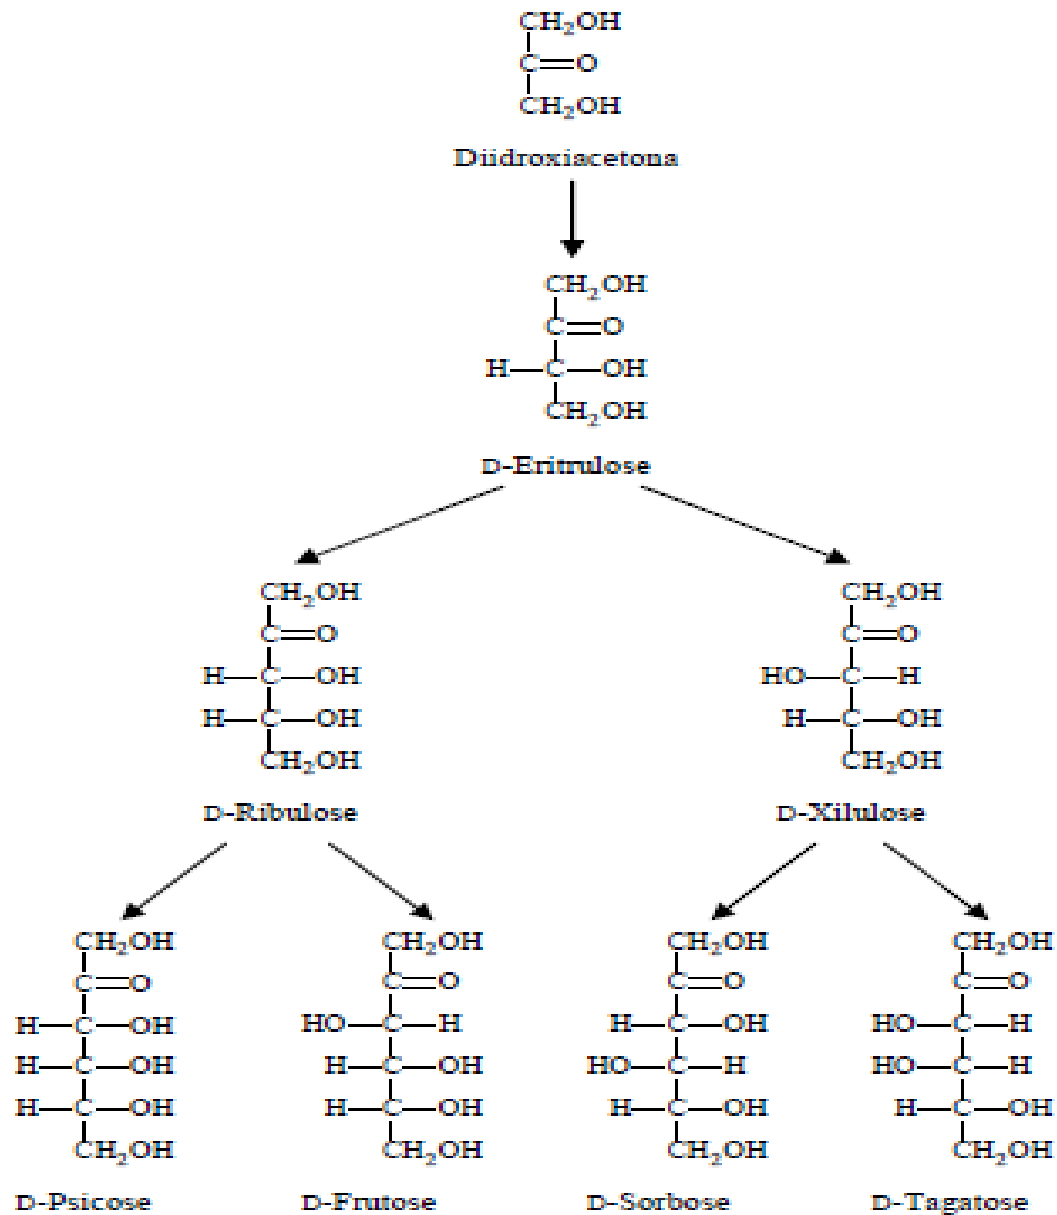 CH₂OH
C=O
CH₂OH
Diidroxiacetona
CH₂OH
C=O
H—C—OH
CH₂OH
D-Eritrulose
CH₂OH
C=O
H—C—OH
H—C—OH
CH₂OH
D-Ribulose
CH₂OH
C=O
HO—C—H
H—C—OH
CH₂OH
D-Xilulose
CH₂OH
C=O
H—C—OH
H—C—OH
H—C—OH
CH₂OH
D-Psicose
CH₂OH
C=O
HO—C—H
H—C—OH
H—C—OH
CH₂OH
D-Frutose
CH₂OH
C=O
H—C—OH
HO—C—H
H—C—OH
CH₂OH
D-Sorbose
CH₂OH
C=O
HO—C—H
HO—C—H
H—C—OH
CH₂OH
D-Tagatose